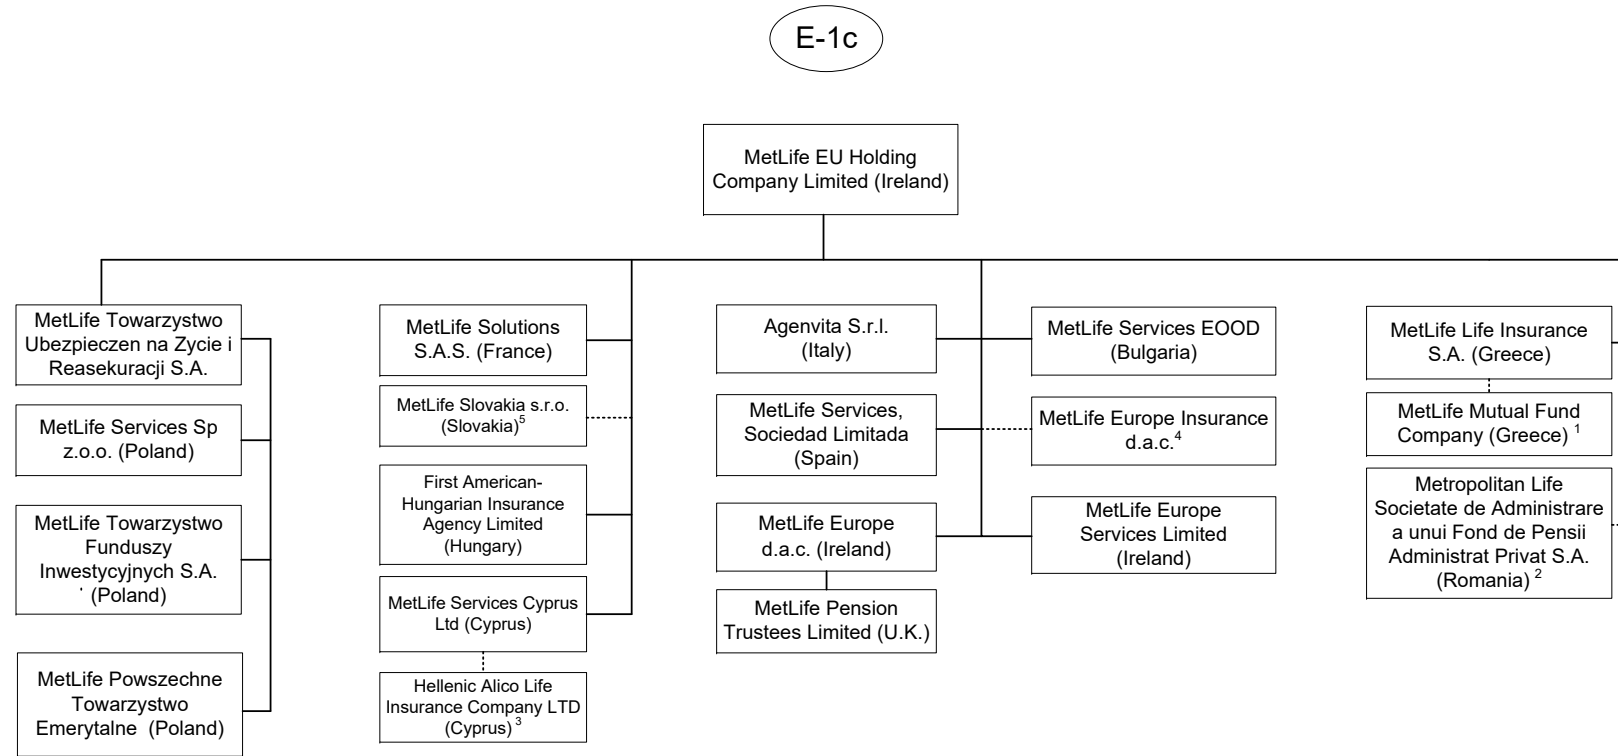 E-1c
MetLife EU Holding
Company Limited (Ireland)
MetLife Towarzystwo
Ubezpieczen na Zycie i
Reasekuracji S.A.
MetLife Services Sp
z.o.o. (Poland)
MetLife Towarzystwo
Funduszy
Inwestycyjnych S.A.
' (Poland)
MetLife Powszechne
Towarzystwo
Emerytalne (Poland)
MetLife Solutions
S.A.S. (France)
MetLife Slovakia s.r.o.
(Slovakia)5
First American-
Hungarian Insurance
Agency Limited
(Hungary)
MetLife Services Cyprus
Ltd (Cyprus)
Hellenic Alico Life
Insurance Company LTD
(Cyprus) 3
Agenvita S.r.l.
(Italy)
MetLife Services,
Sociedad Limitada
(Spain)
MetLife Europe
d.a.c. (Ireland)
MetLife Pension
Trustees Limited (U.K.)
MetLife Services EOOD
(Bulgaria)
MetLife Europe Insurance
d.a.c.4
MetLife Europe
Services Limited
(Ireland)
MetLife Life Insurance
S.A. (Greece)
MetLife Mutual Fund
Company (Greece) 1
Metropolitan Life
Societate de Administrare
a unui Fond de Pensii
Administrat Privat S.A.
(Romania) 2